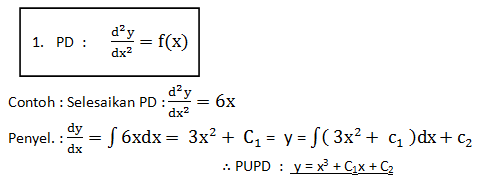 1. PD : d²y/dx² = f(x)
Contoh : Selesaikan PD : d²y/dx² = 6x
Penyel. : dy/dx = ∫ 6xdx = 3x² + C₁ = y = ∫( 3x² + c₁ )dx + c₂
∴ PUPD : y = x³ + C₁x + C₂